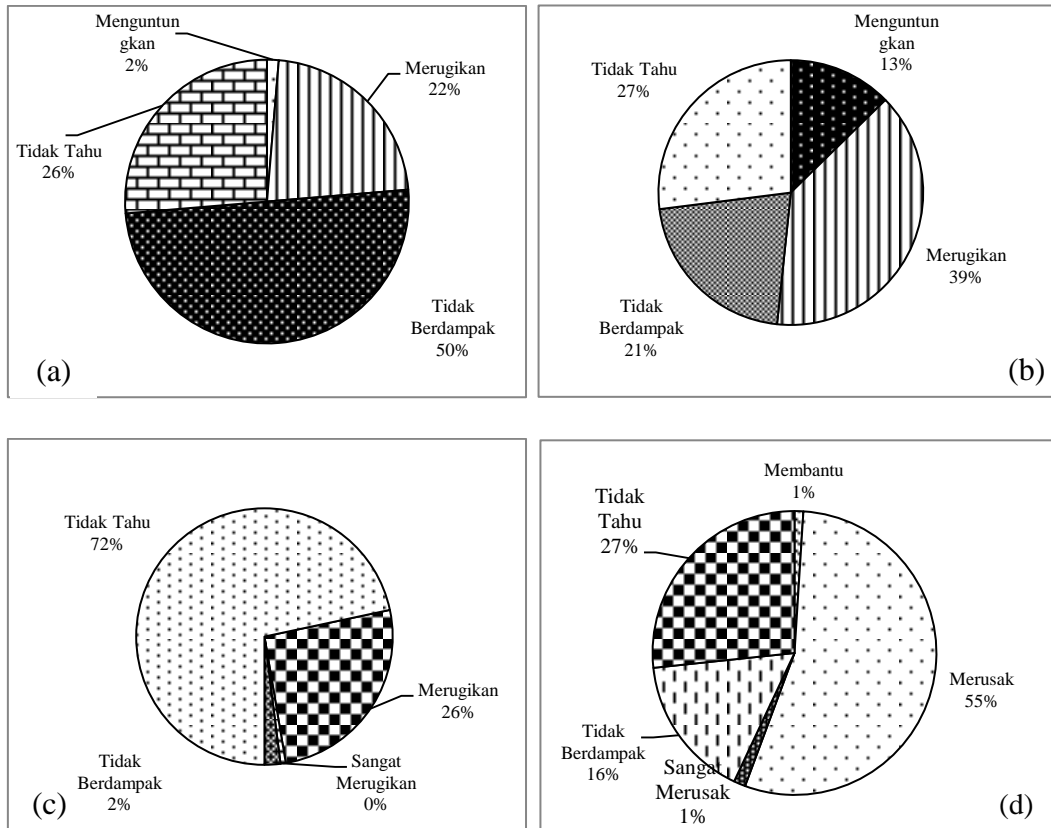 Menguntun
gkan
2%
Merugikan
22%
Tidak Tahu
26%
Tidak
Berdampak
50%
(a)
Menguntun
gkan
13%
Tidak Tahu
27%
Merugikan
39%
Tidak
Berdampak
21%
(b)
Tidak Tahu
72%
Merugikan
26%
Sangat
Merugikan
0%
Tidak
Berdampak
2%
(c)
Membantu
1%
Tidak
Tahu
27%
Merusak
55%
Tidak
Berdampak
16%
Sangat
Merusak
1%
(d)